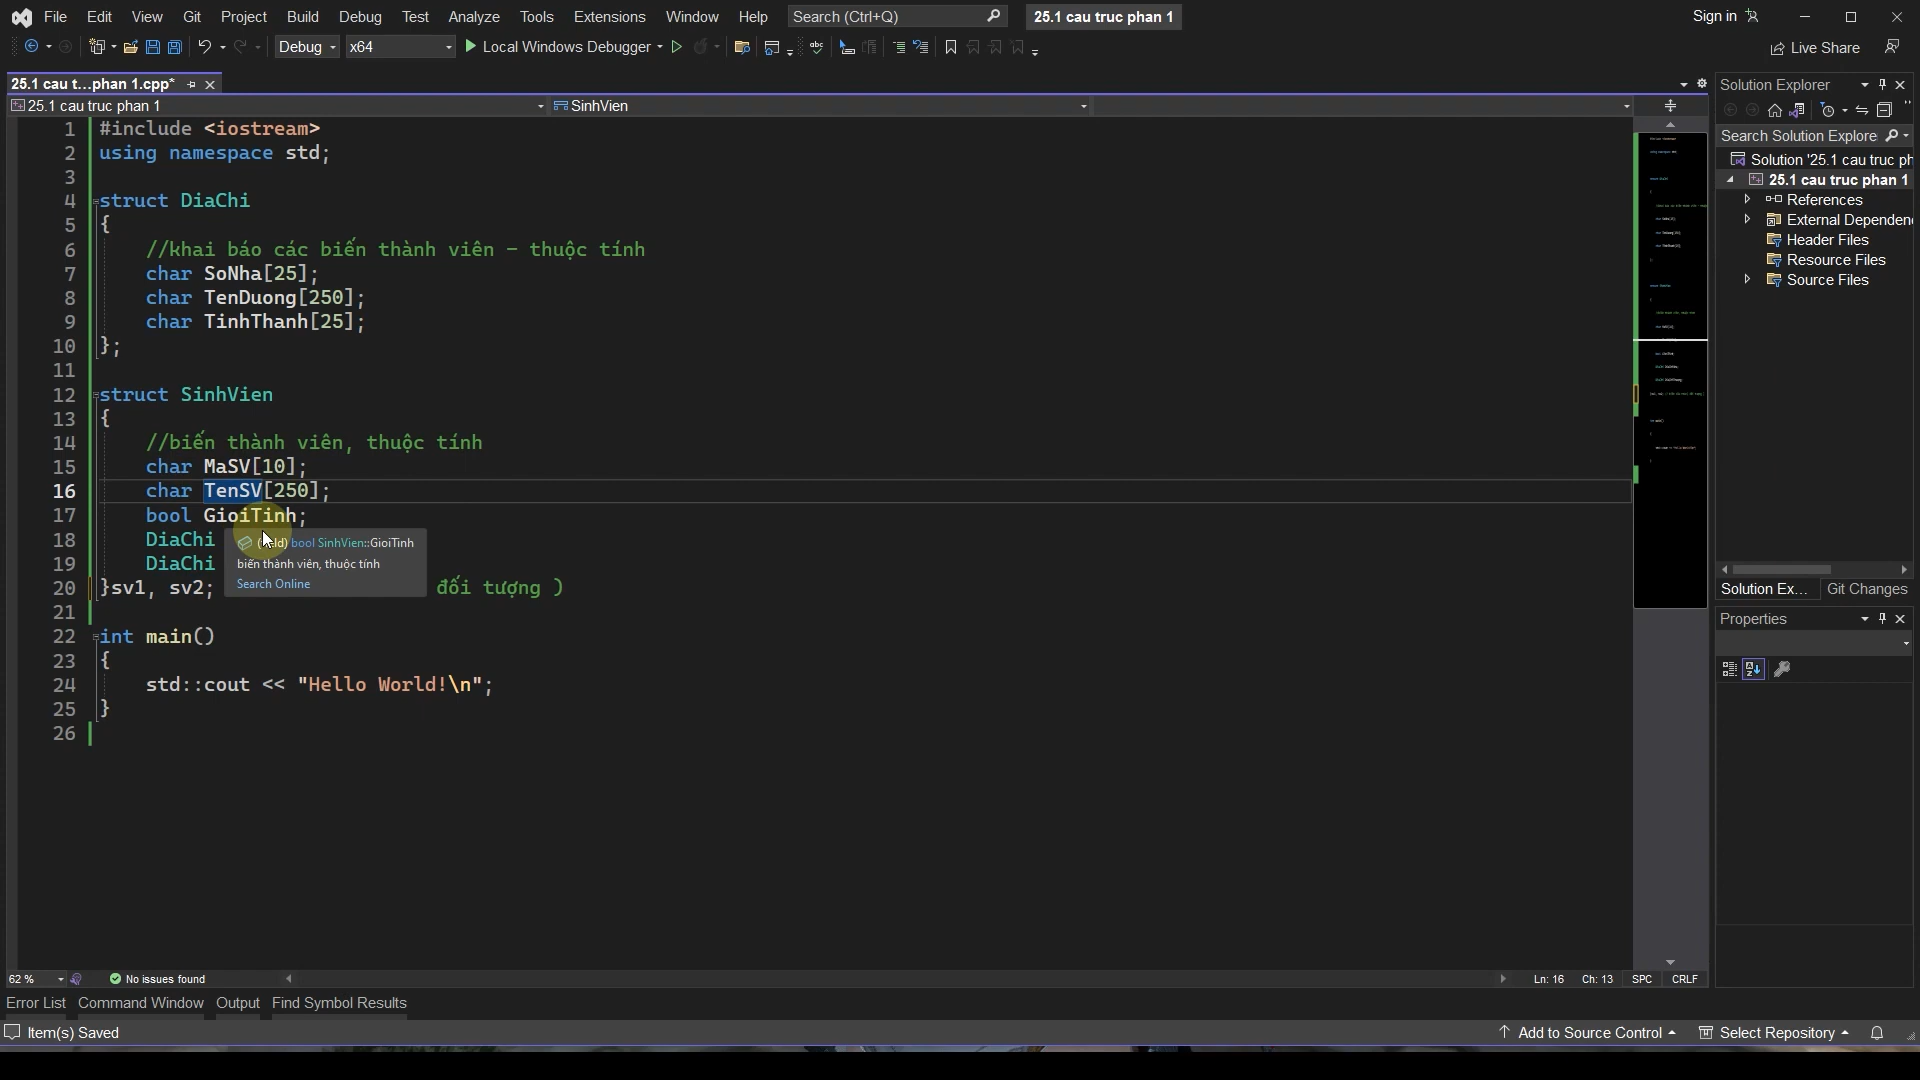 File Edit View Git Project Build Debug Test Analyze Tools Extensions Window Help Search (Ctrl+Q) 25.1 cau truc phan 1 Sign in
Debug x64 Local Windows Debugger Live Share
25.1 cau t...phan 1.cpp*
25.1 cau truc phan 1 SinhVien
1 #include <iostream>
2 using namespace std;
3
4 struct DiaChi
5 {
6 //khai báo các biến thành viên - thuộc tính
7 char SoNha[25];
8 char TenDuong[250];
9 char TinhThanh[25];
10 };
11
12 struct SinhVien
13 {
14 //biến thành viên, thuộc tính
15 char MaSV[10];
16 char TenSV[250];
17 bool GioiTinh;
18 DiaChi
19 DiaChi
20 }sv1, sv2; đối tượng )
21
22 int main()
23 {
24 std::cout << "Hello World!\n";
25 }
26
bool SinhVien::GioiTinh
biến thành viên, thuộc tính
Search Online
Solution Explorer
Search Solution Explore
Solution '25.1 cau truc ph
25.1 cau truc phan 1
References
External Dependen
Header Files
Resource Files
Source Files
Solution Ex... Git Changes
Properties
62 % No issues found Ln: 16 Ch: 13 SPC CRLF
Error List Command Window Output Find Symbol Results
Item(s) Saved Add to Source Control Select Repository